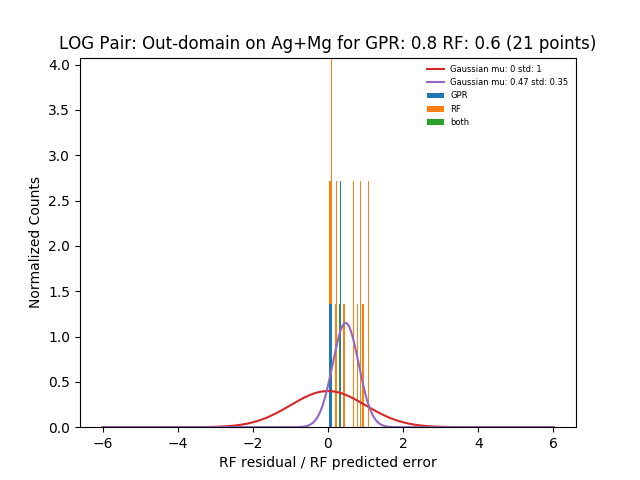 LOG Pair: Out-domain on Ag+Mg for GPR: 0.8 RF: 0.6 (21 points)
Gaussian mu: 0 std: 1
Gaussian mu: 0.47 std: 0.35
GPR
RF
both
Normalized Counts
4.0
3.5
3.0
2.5
2.0
1.5
1.0
0.5
0.0
−6 −4 −2 0 2 4 6
RF residual / RF predicted error